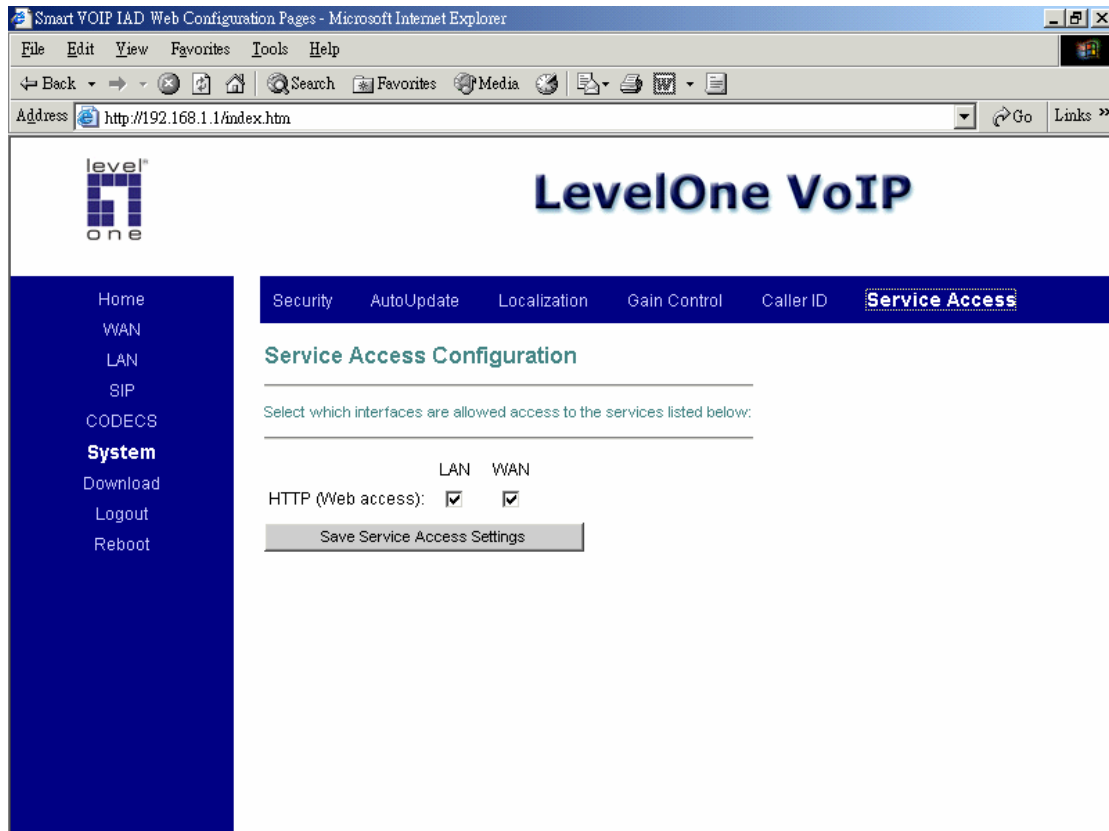 Smart VOIP IAD Web Configuration Pages - Microsoft Internet Explorer
File Edit View Favorites Tools Help
Back Search Favorites Media
Address http://192.168.1.1/index.htm Go Links »
level
one
LevelOne VoIP
Home
WAN
LAN
SIP
CODECS
System
Download
Logout
Reboot
Security AutoUpdate Localization Gain Control Caller ID Service Access
Service Access Configuration
Select which interfaces are allowed access to the services listed below:
LAN WAN
HTTP (Web access):
Save Service Access Settings